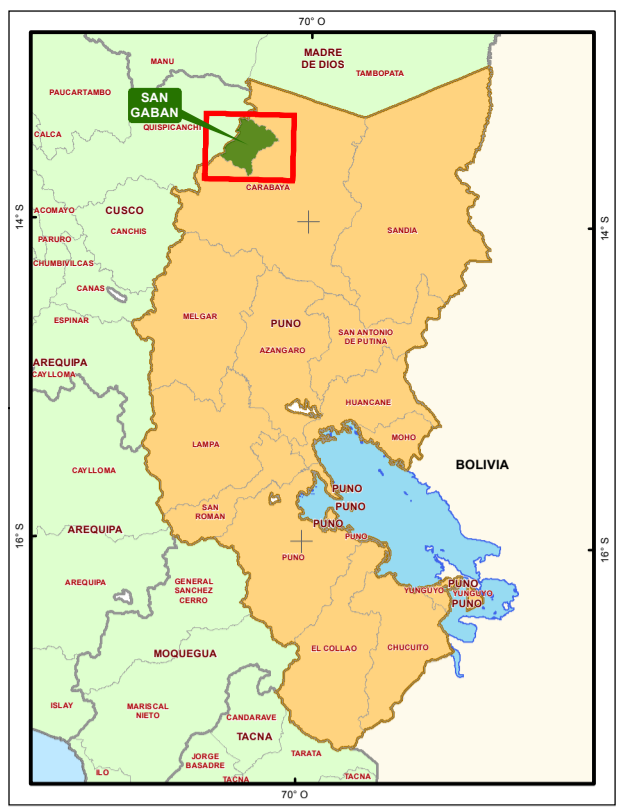 70° O
MADRE
DE DIOS
MANU
TAMBOPATA
PAUCARTAMBO
SAN
GABAN
QUISPICANCHI
CALCA
CARABAYA
ACOMAYO
CUSCO
14° S
14° S
CANCHIS
SANDIA
PARURO
CHUMBIVILCAS
CANAS
MELGAR
ESPINAR
PUNO
SAN ANTONIO
DE PUTINA
AZANGARO
AREQUIPA
CAYLLOMA
HUANCANE
MOHO
LAMPA
BOLIVIA
CAYLLOMA
PUNO
SAN
ROMAN
PUNO
PUNO
AREQUIPA
PUNO
16° S
16° S
PUNO
AREQUIPA
GENERAL
SANCHEZ
CERRO
PUNO
YUNGUYO
YUNGUYO
PUNO
EL COLLAO
CHUCUITO
MOQUEGUA
ISLAY
MARISCAL
NIETO
CANDARAVE
TACNA
JORGE
BASADRE
TARATA
ILO
TACNA
TACNA
70° O